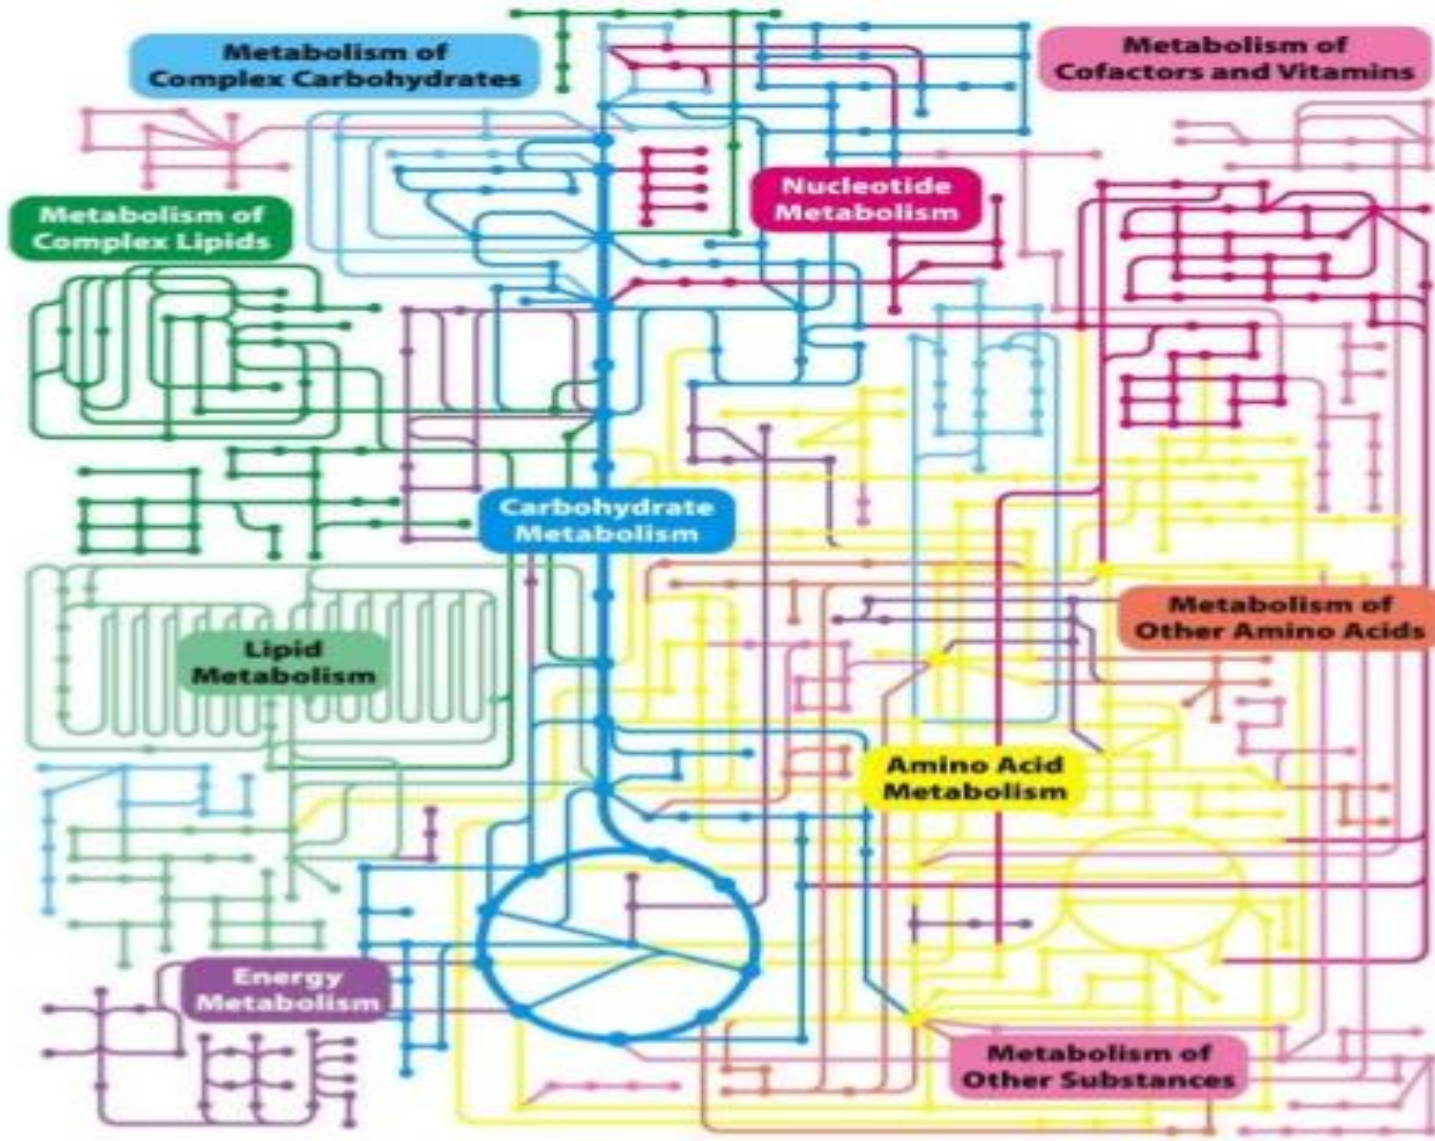 Metabolism of
Complex Carbohydrates
Metabolism of
Cofactors and Vitamins
Nucleotide
Metabolism
Metabolism of
Complex Lipids
Carbohydrate
Metabolism
Metabolism of
Other Amino Acids
Lipid
Metabolism
Amino Acid
Metabolism
Energy
Metabolism
Metabolism of
Other Substances